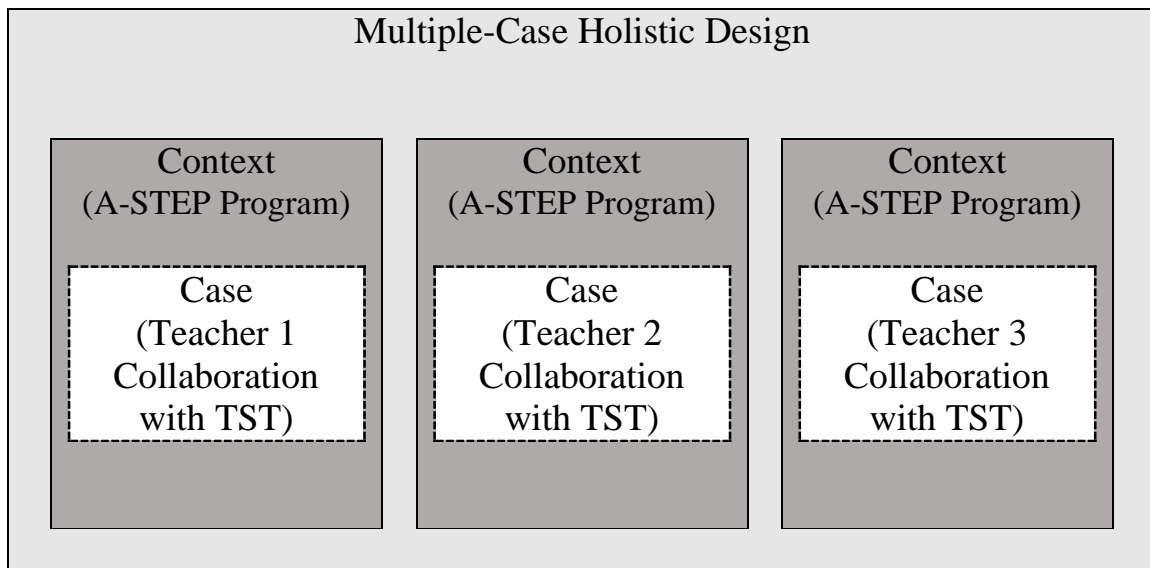 Multiple-Case Holistic Design
Context
(A-STEP Program)
Case
(Teacher 1
Collaboration
with TST)
Context
(A-STEP Program)
Case
(Teacher 2
Collaboration
with TST)
Context
(A-STEP Program)
Case
(Teacher 3
Collaboration
with TST)